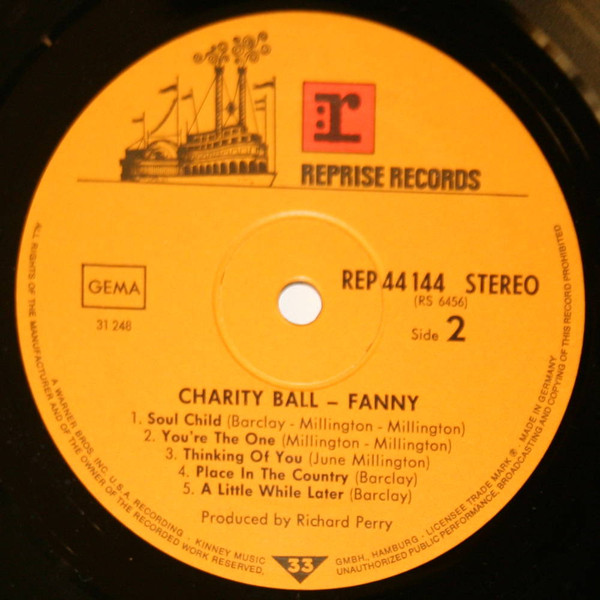 r
REPRISE RECORDS
GEMA
31 248
REP 44 144 STEREO
(RS 6456)
Side 2
CHARITY BALL – FANNY
1. Soul Child (Barclay - Millington - Millington)
2. You're The One (Millington - Millington)
3. Thinking Of You (June Millington)
4. Place In The Country (Barclay)
5. A Little While Later (Barclay)
Produced by Richard Perry
33
ALL RIGHTS OF THE MANUFACTURER AND OF THE OWNER OF THE RECORDED WORK RESERVED.
A WARNER BROS. INC. U.S.A. RECORDING - KINNEY MUSIC GMBH., HAMBURG - LICENSEE TRADE MARK ® - MADE IN GERMANY
UNAUTHORIZED PUBLIC PERFORMANCE, BROADCASTING AND COPYING OF THIS RECORD PROHIBITED